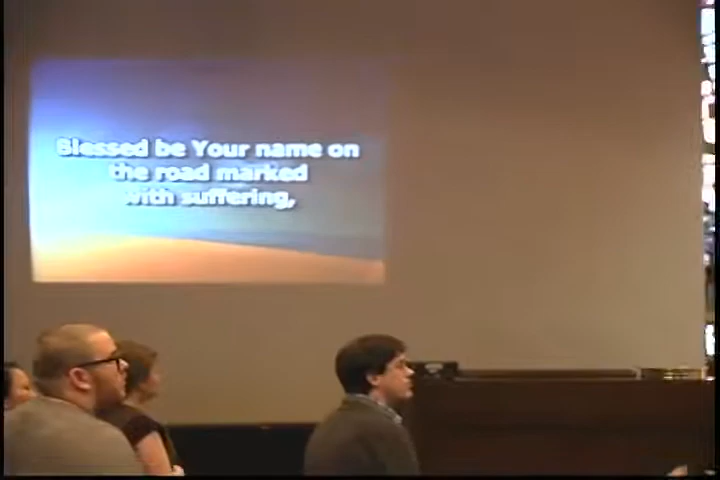 Blessed be Your name on
the road marked
with suffering,